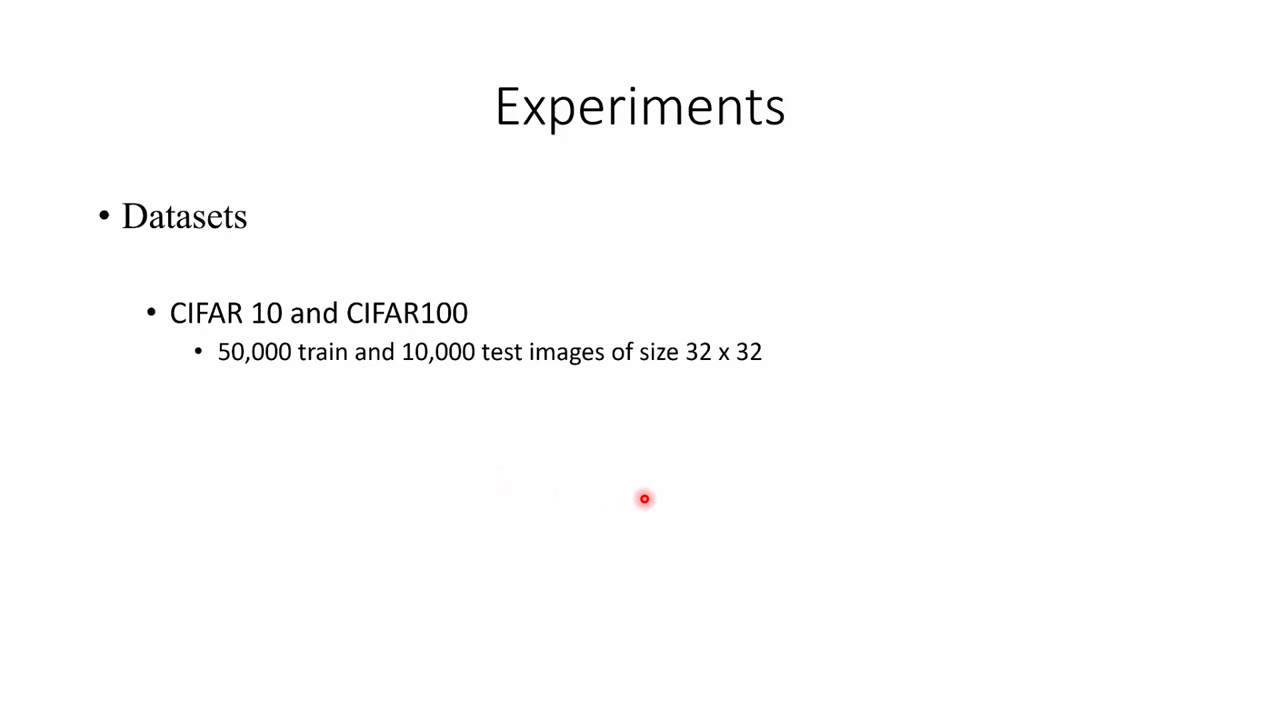 Experiments
• Datasets
• CIFAR 10 and CIFAR100
• 50,000 train and 10,000 test images of size 32 x 32